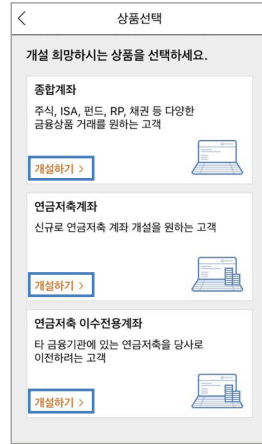 < 상품선택
개설 희망하시는 상품을 선택하세요.
종합계좌
주식, ISA, 펀드, RP, 채권 등 다양한
금융상품 거래를 원하는 고객
개설하기 >
연금저축계좌
신규로 연금저축 계좌 개설을 원하는 고객
개설하기 >
연금저축 이수전용계좌
타 금융기관에 있는 연금저축을 당사로
이전하려는 고객
개설하기 >